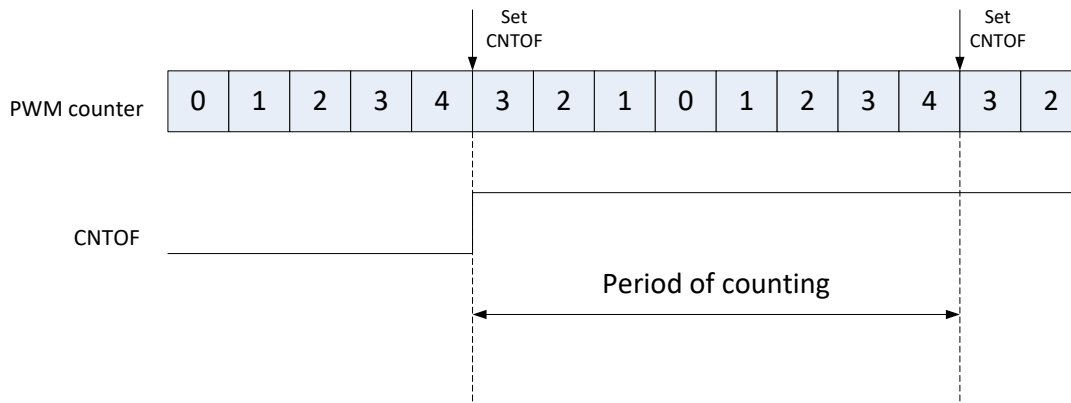 Set
CNTOF
Set
CNTOF
PWM counter
0 1 2 3 4 3 2 1 0 1 2 3 4 3 2
CNTOF
Period of counting